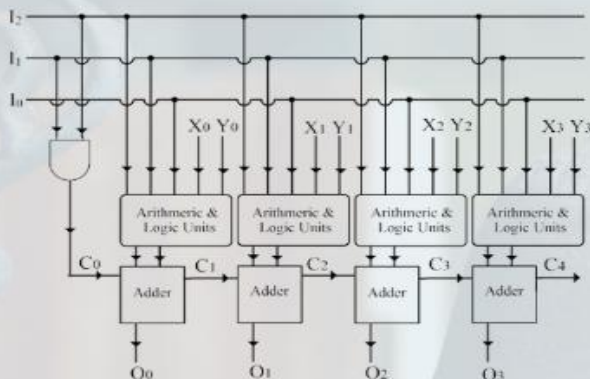 I2
I1
I0
X0 Y0
X1 Y1
X2 Y2
X3 Y3
Arithmeric &
Logic Units
Arithmeric &
Logic Units
Arithmeric &
Logic Units
Arithmeric &
Logic Units
C0
Adder
C1
Adder
C2
Adder
C3
Adder
C4
O0
O1
O2
O3